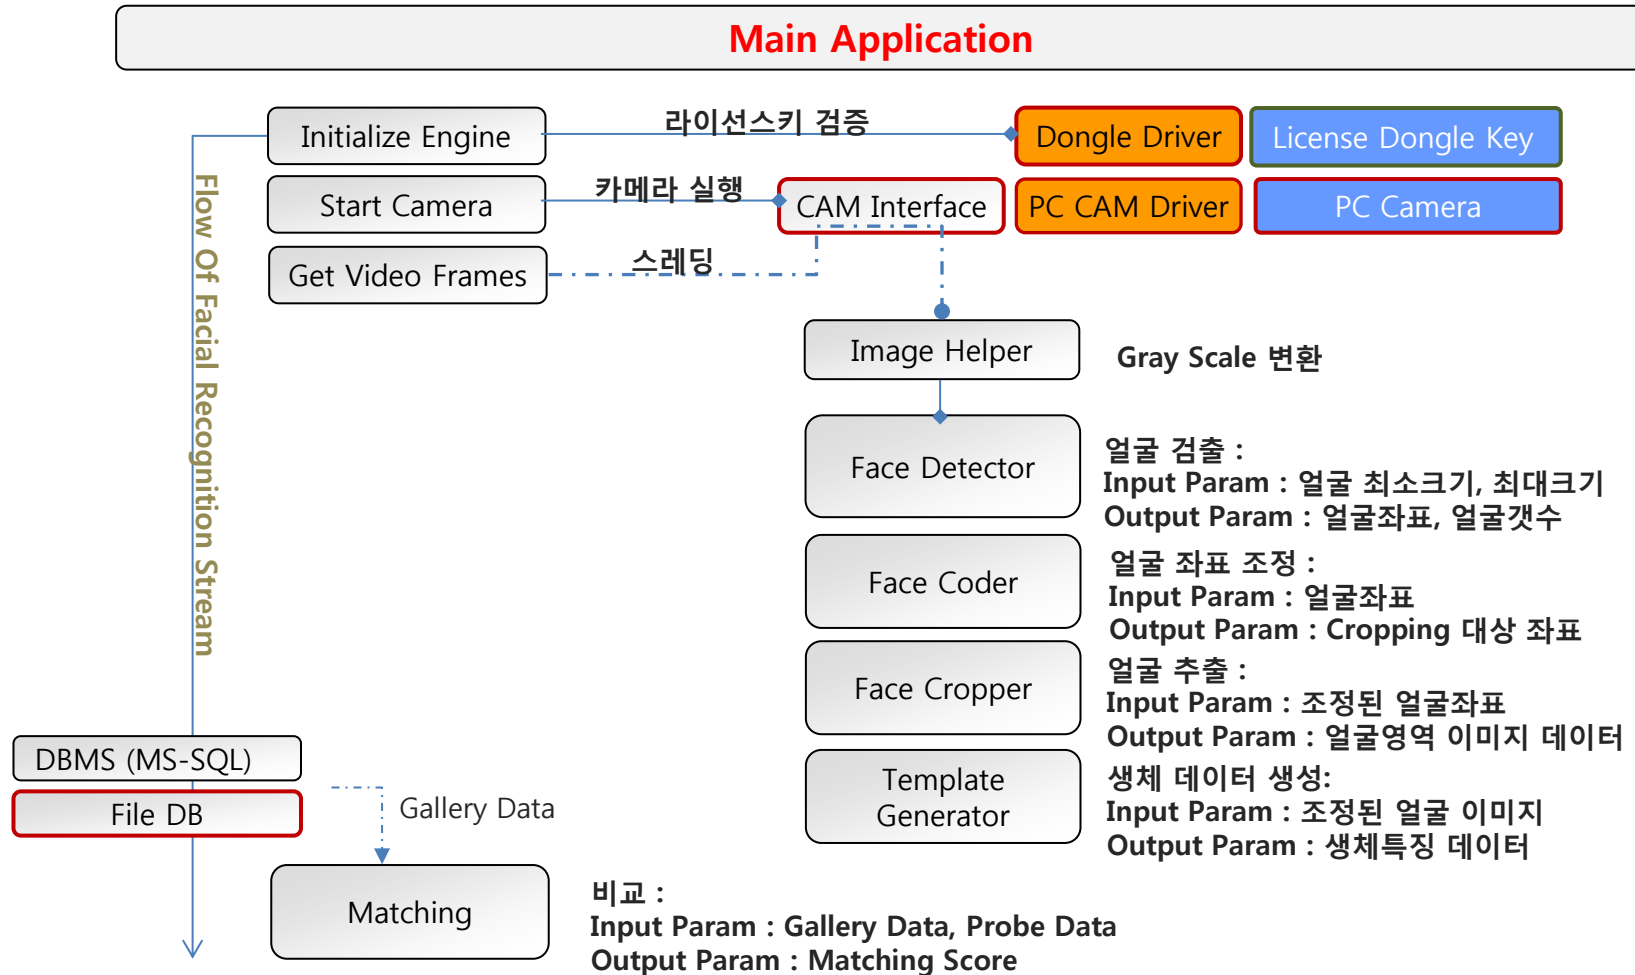 Main Application
Initialize Engine
라이선스키 검증
Dongle Driver
License Dongle Key
Start Camera
카메라 실행
CAM Interface
PC CAM Driver
PC Camera
Get Video Frames
스레딩
Flow Of Facial Recognition Stream
Image Helper
Gray Scale 변환
Face Detector
얼굴 검출 :
Input Param : 얼굴 최소크기, 최대크기
Output Param : 얼굴좌표, 얼굴갯수
Face Coder
얼굴 좌표 조정 :
Input Param : 얼굴좌표
Output Param : Cropping 대상 좌표
Face Cropper
얼굴 추출 :
Input Param : 조정된 얼굴좌표
Output Param : 얼굴영역 이미지 데이터
Template
Generator
생체 데이터 생성:
Input Param : 조정된 얼굴 이미지
Output Param : 생체특징 데이터
DBMS (MS-SQL)
File DB
Gallery Data
Matching
비교 :
Input Param : Gallery Data, Probe Data
Output Param : Matching Score